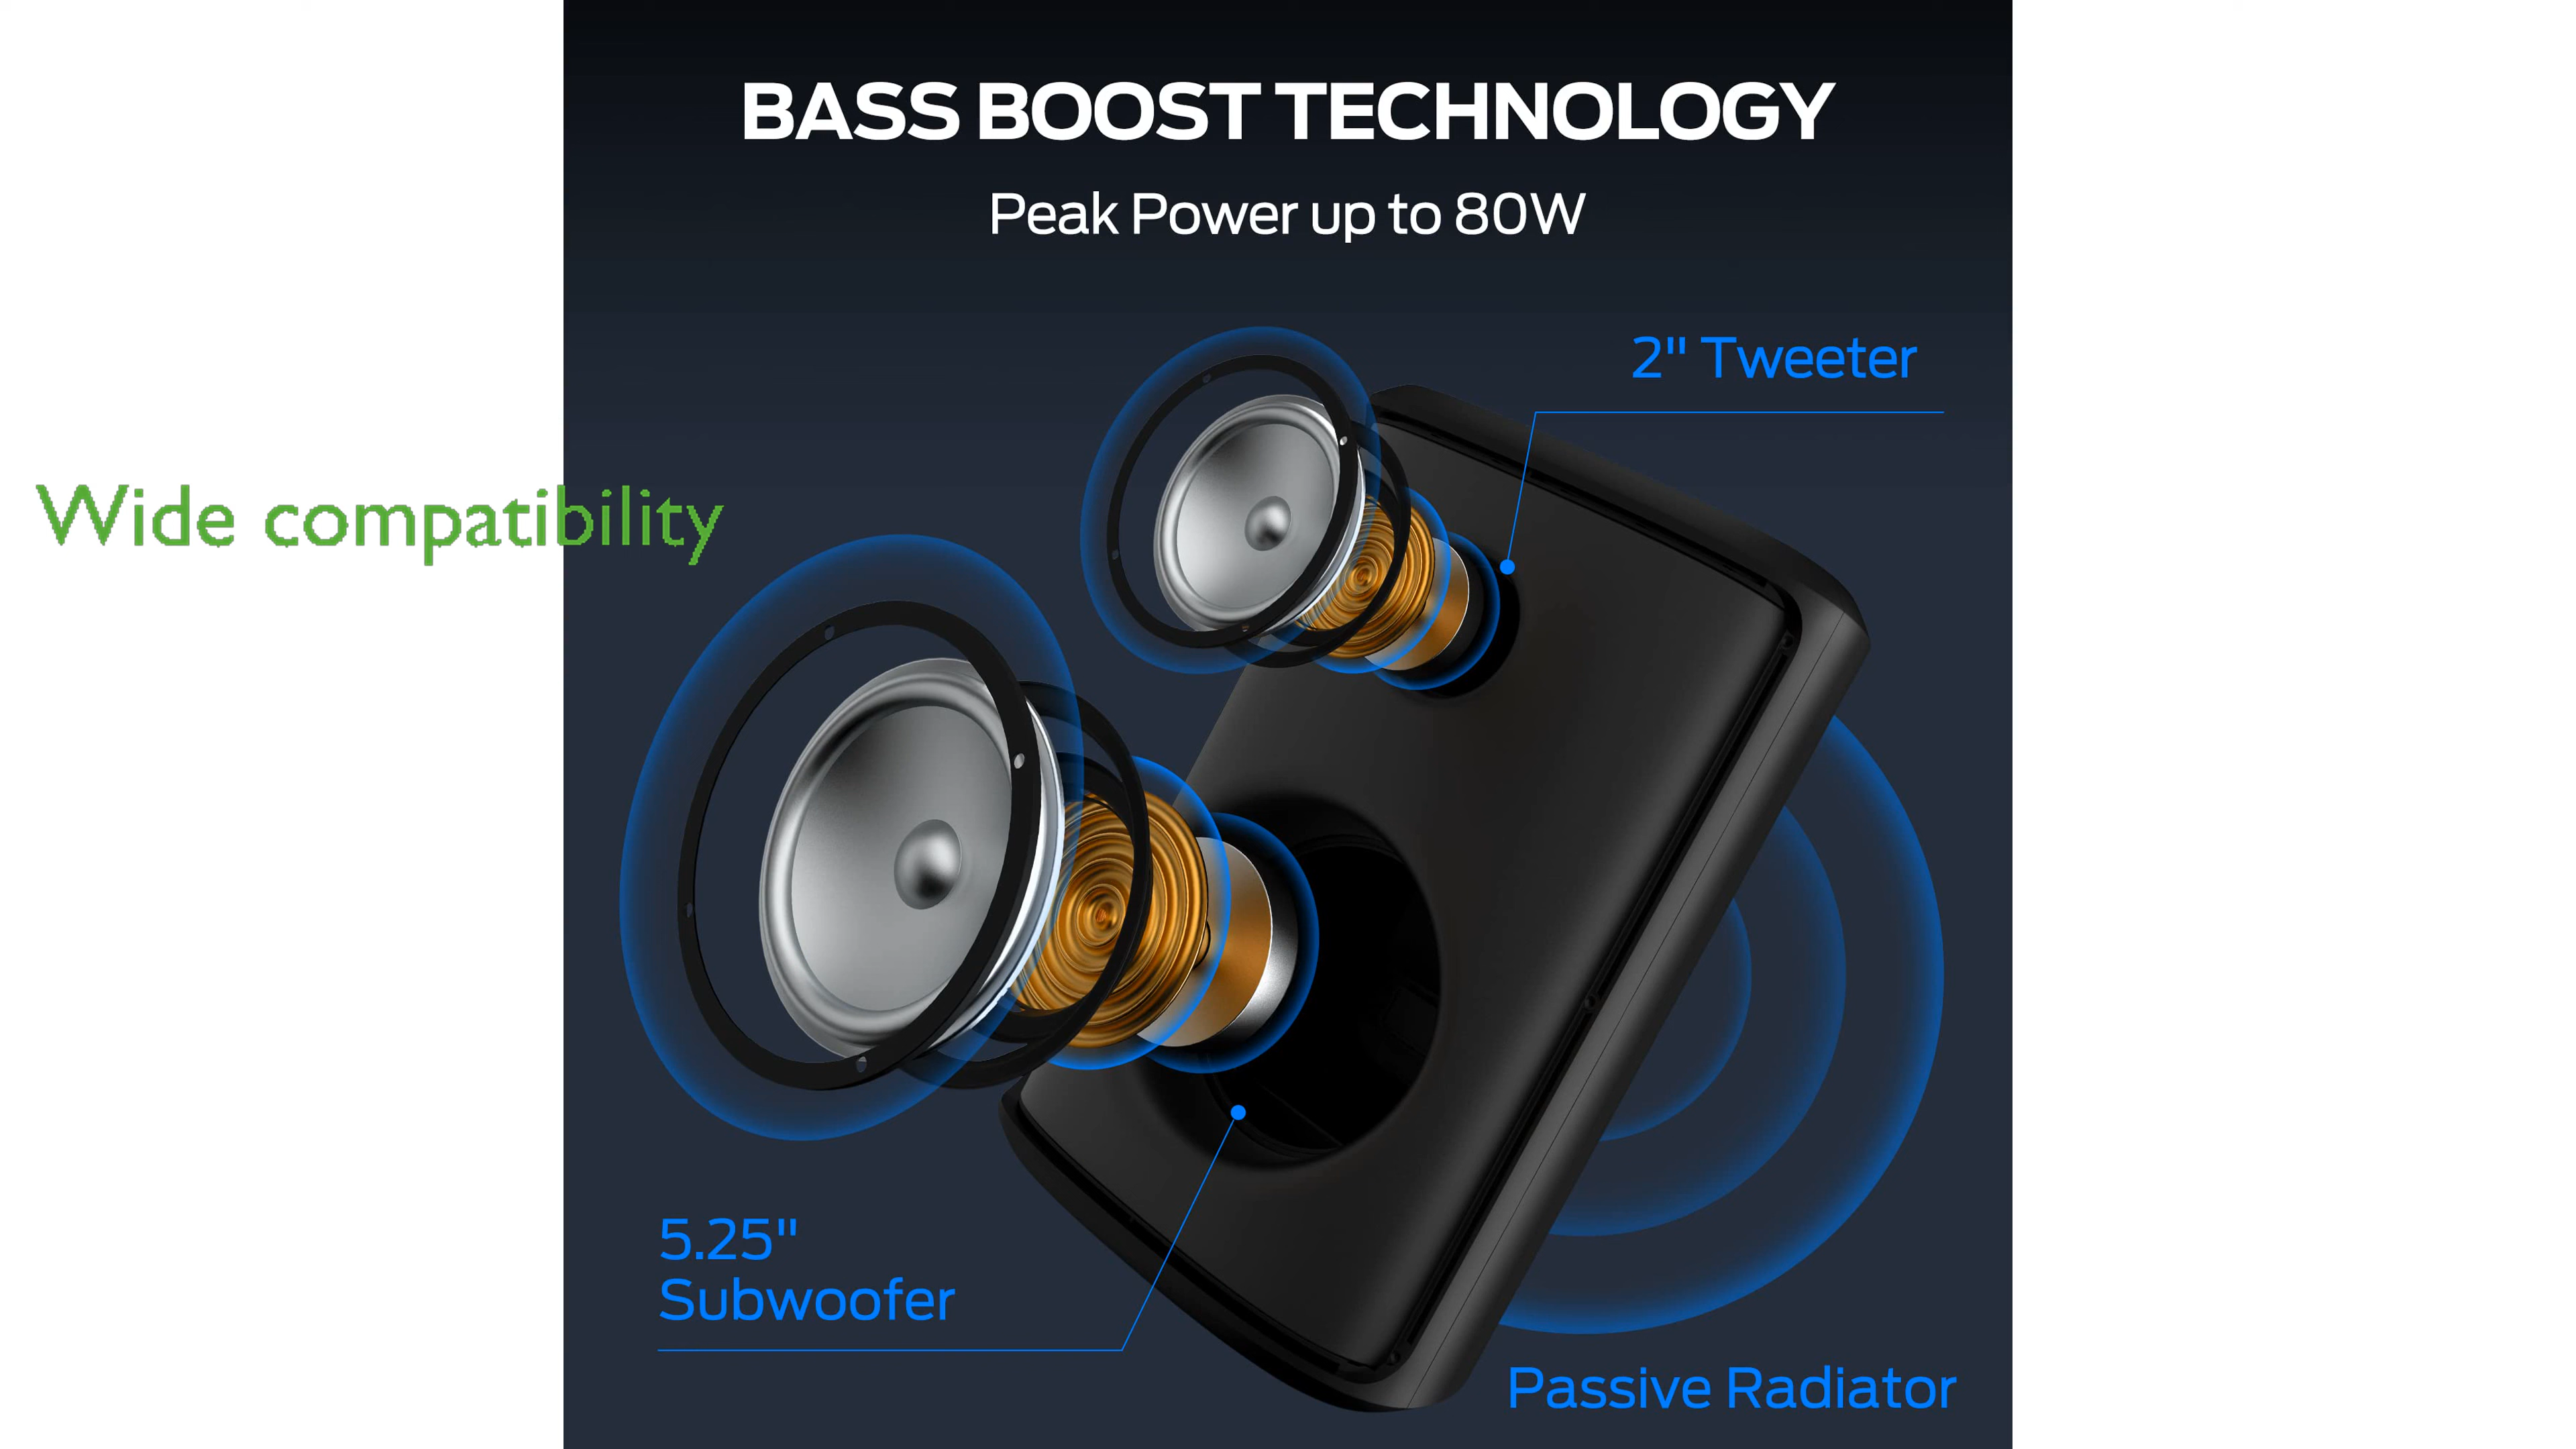 BASS BOOST TECHNOLOGY
Peak Power up to 80W
2" Tweeter
Wide compatibility
5.25"
Subwoofer
Passive Radiator